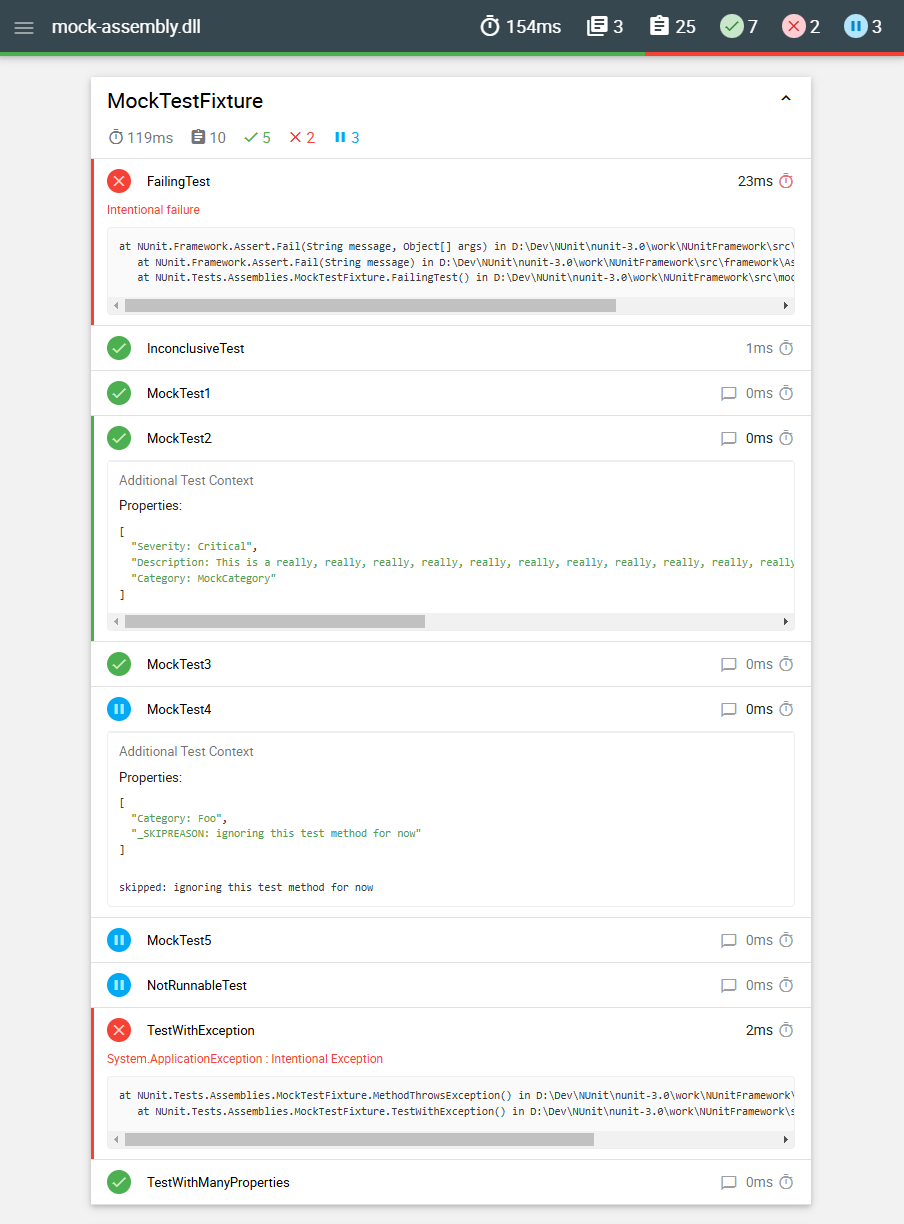 mock-assembly.dll 154ms 3 25 7 2 3
MockTestFixture
119ms 10 5 2 3
FailingTest 23ms
Intentional failure
at NUnit.Framework.Assert.Fail(String message, Object[] args) in D:\Dev\NUnit\nunit-3.0\work\NUnitFramework\src\
at NUnit.Framework.Assert.Fail(String message) in D:\Dev\NUnit\nunit-3.0\work\NUnitFramework\src\framework\As
at NUnit.Tests.Assemblies.MockTestFixture.FailingTest() in D:\Dev\NUnit\nunit-3.0\work\NUnitFramework\src\moc
InconclusiveTest 1ms
MockTest1 0ms
MockTest2 0ms
Additional Test Context
Properties:
[
"Severity: Critical",
"Description: This is a really, really, really, really, really, really, really, really, really, really, really
"Category: MockCategory"
]
MockTest3 0ms
MockTest4 0ms
Additional Test Context
Properties:
[
"Category: Foo",
"_SKIPREASON: ignoring this test method for now"
]
skipped: ignoring this test method for now
MockTest5 0ms
NotRunnableTest 0ms
TestWithException 2ms
System.ApplicationException : Intentional Exception
at NUnit.Tests.Assemblies.MockTestFixture.MethodThrowsException() in D:\Dev\NUnit\nunit-3.0\work\NUnitFramework\
at NUnit.Tests.Assemblies.MockTestFixture.TestWithException() in D:\Dev\NUnit\nunit-3.0\work\NUnitFramework\s
TestWithManyProperties 0ms